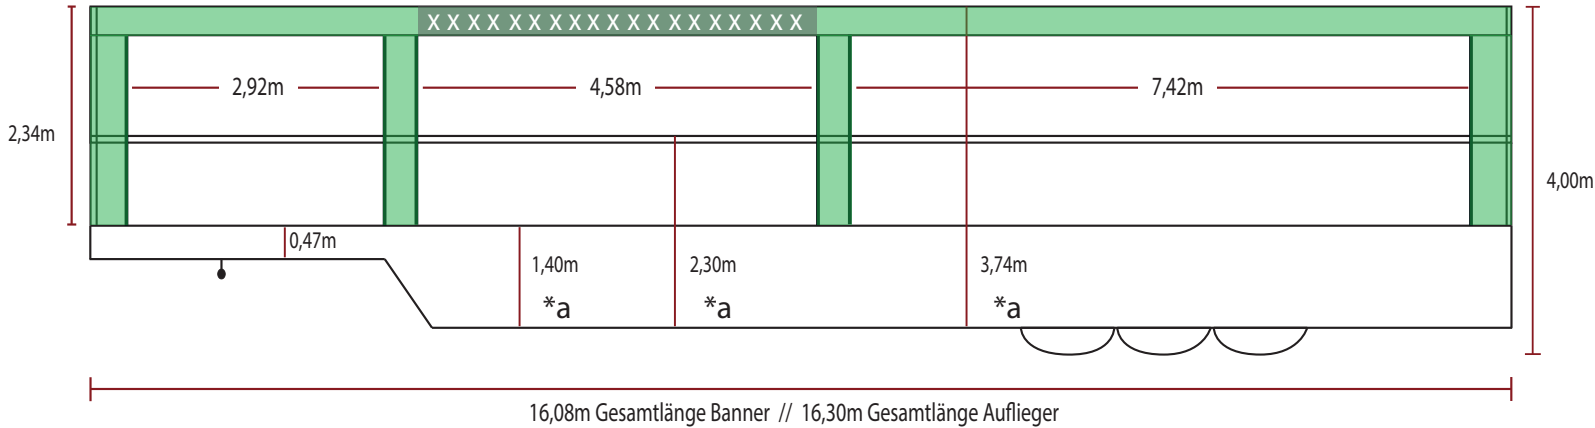 X X X X X X X X X X X X X X X X X X X
2,92m
4,58m
7,42m
2,34m
4,00m
0,47m
1,40m
2,30m
3,74m
*a
*a
*a
16,08m Gesamtlänge Banner // 16,30m Gesamtlänge Auflieger